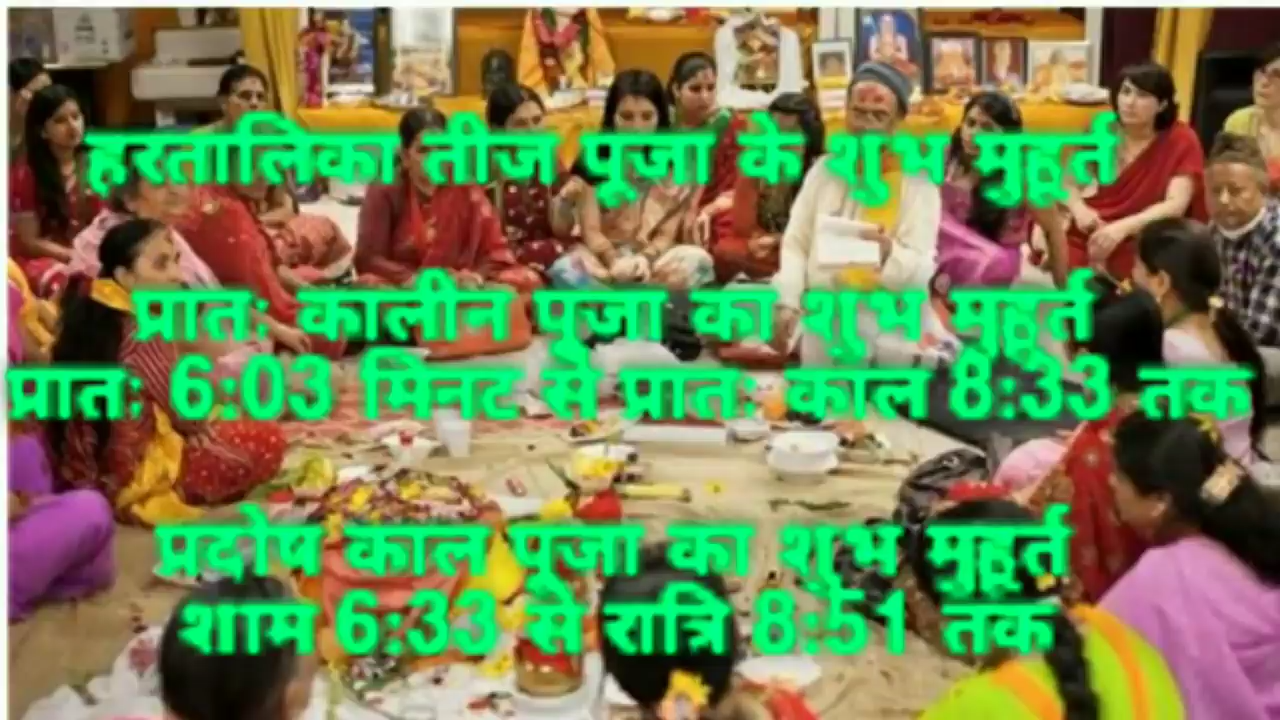 हरतालिका तीज पूजा के शुभ मुहूर्त
प्रातः कालीन पूजा का शुभ मुहूर्त
प्रातः 6:03 मिनट से प्रातः काल 8:33 तक
प्रदोष काल पूजा का शुभ मुहूर्त
शाम 6:33 से रात्रि 8:51 तक